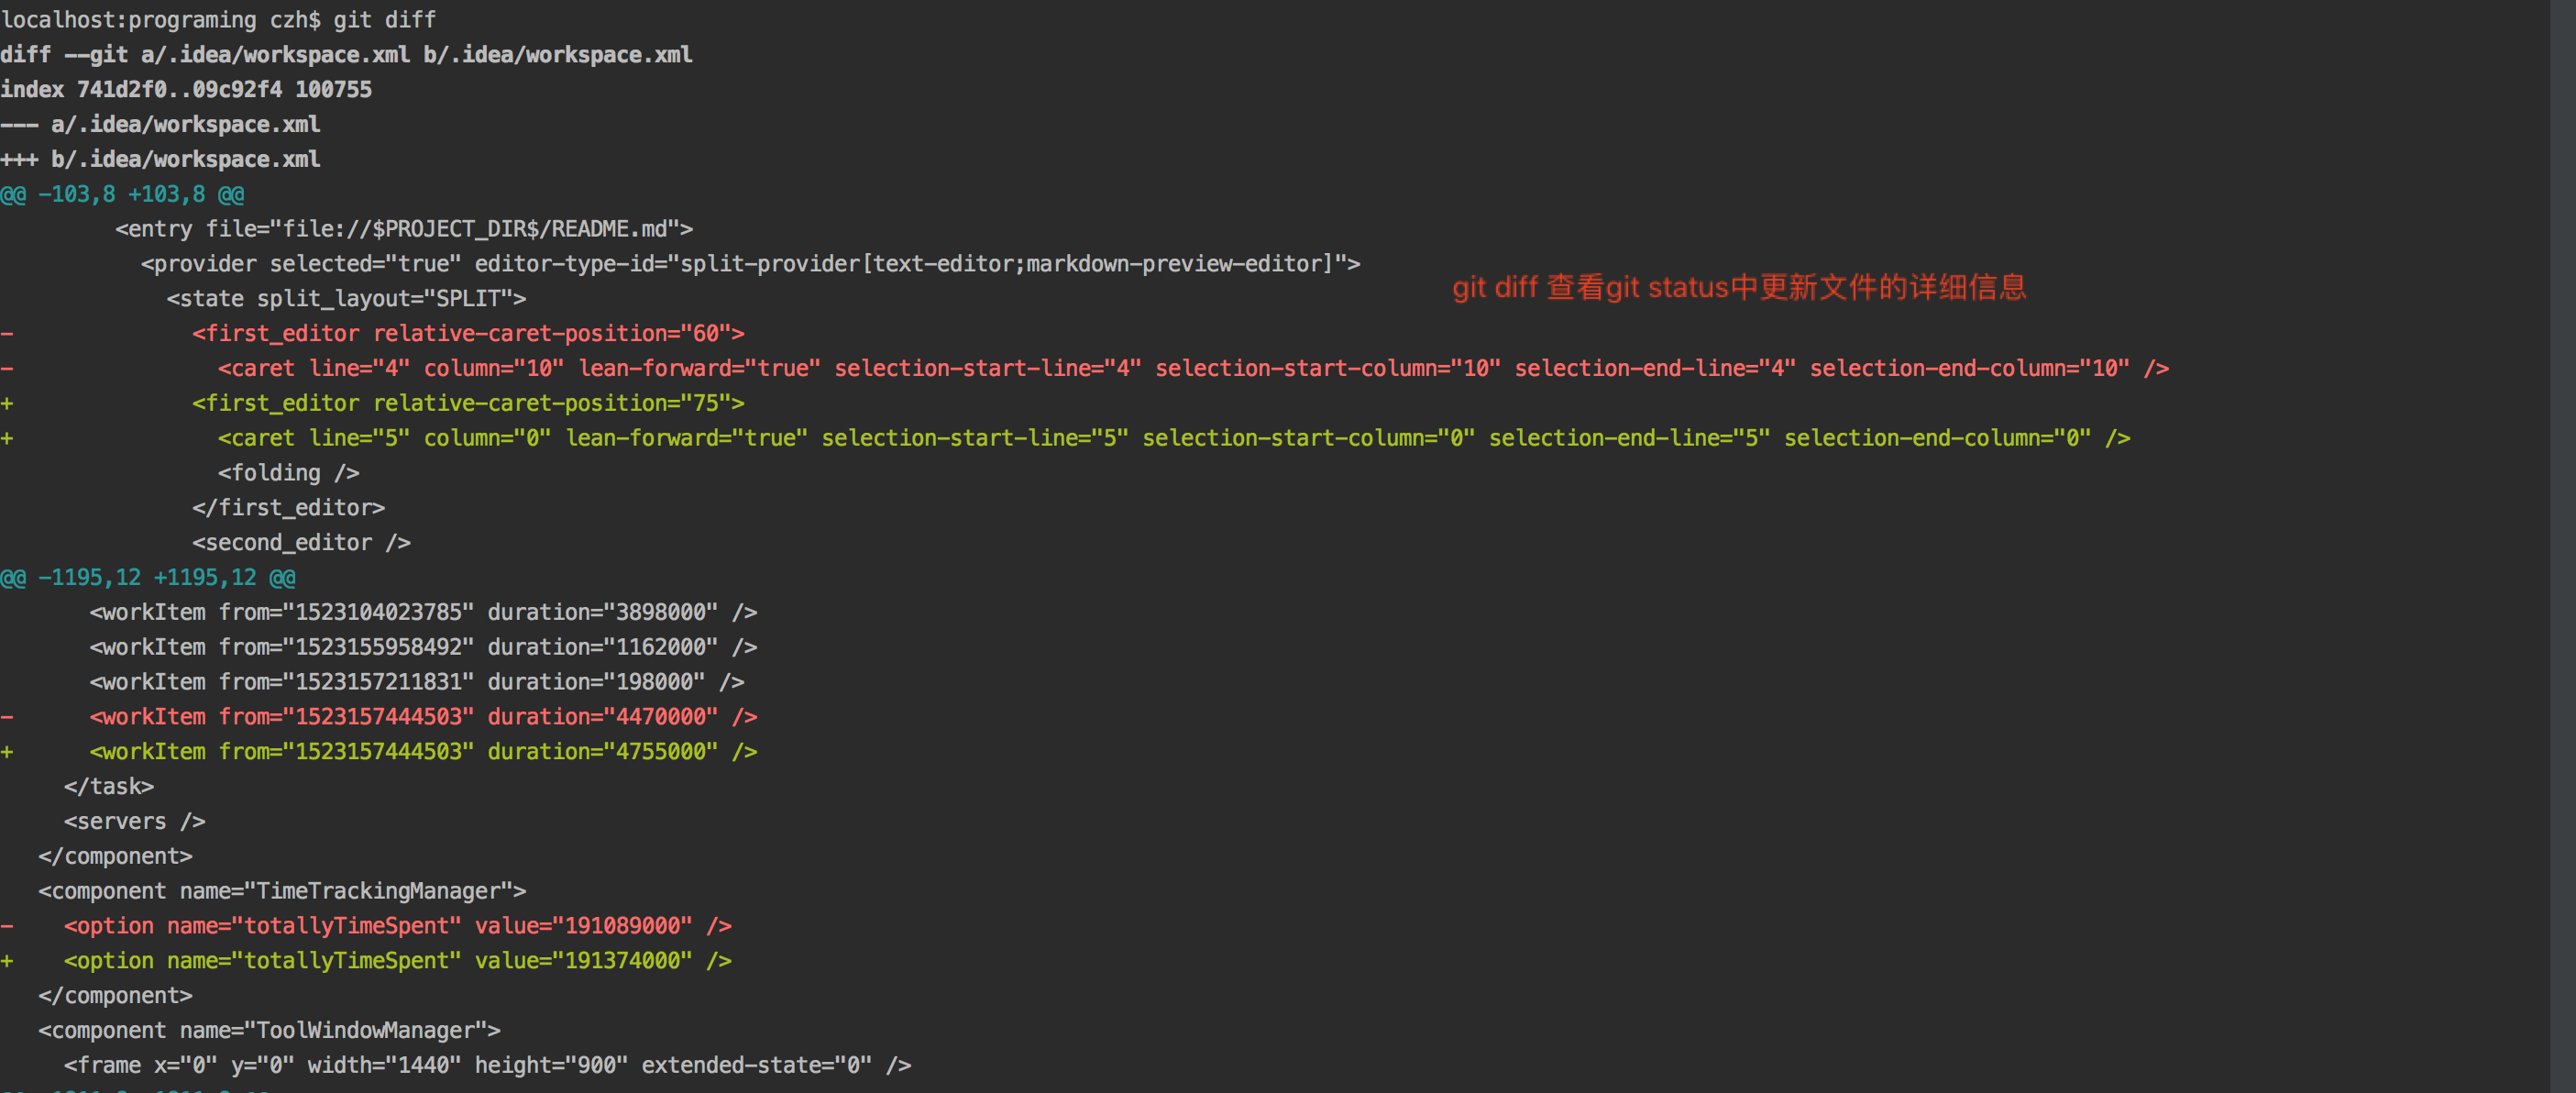 localhost:programing czh$ git diff
diff --git a/.idea/workspace.xml b/.idea/workspace.xml
index 741d2f0..09c92f4 100755
--- a/.idea/workspace.xml
+++ b/.idea/workspace.xml
@@ -103,8 +103,8 @@
         <entry file="file://$PROJECT_DIR$/README.md">
           <provider selected="true" editor-type-id="split-provider[text-editor;markdown-preview-editor]">
git diff 查看git status中更新文件的详细信息
             <state split_layout="SPLIT">
-              <first_editor relative-caret-position="60">
-                <caret line="4" column="10" lean-forward="true" selection-start-line="4" selection-start-column="10" selection-end-line="4" selection-end-column="10" />
+              <first_editor relative-caret-position="75">
+                <caret line="5" column="0" lean-forward="true" selection-start-line="5" selection-start-column="0" selection-end-line="5" selection-end-column="0" />
                 <folding />
               </first_editor>
               <second_editor />
@@ -1195,12 +1195,12 @@
       <workItem from="1523104023785" duration="3898000" />
       <workItem from="1523155958492" duration="1162000" />
       <workItem from="1523157211831" duration="198000" />
-      <workItem from="1523157444503" duration="4470000" />
+      <workItem from="1523157444503" duration="4755000" />
     </task>
     <servers />
   </component>
   <component name="TimeTrackingManager">
-    <option name="totallyTimeSpent" value="191089000" />
+    <option name="totallyTimeSpent" value="191374000" />
   </component>
   <component name="ToolWindowManager">
     <frame x="0" y="0" width="1440" height="900" extended-state="0" />